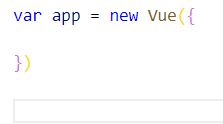 var app = new Vue({
})